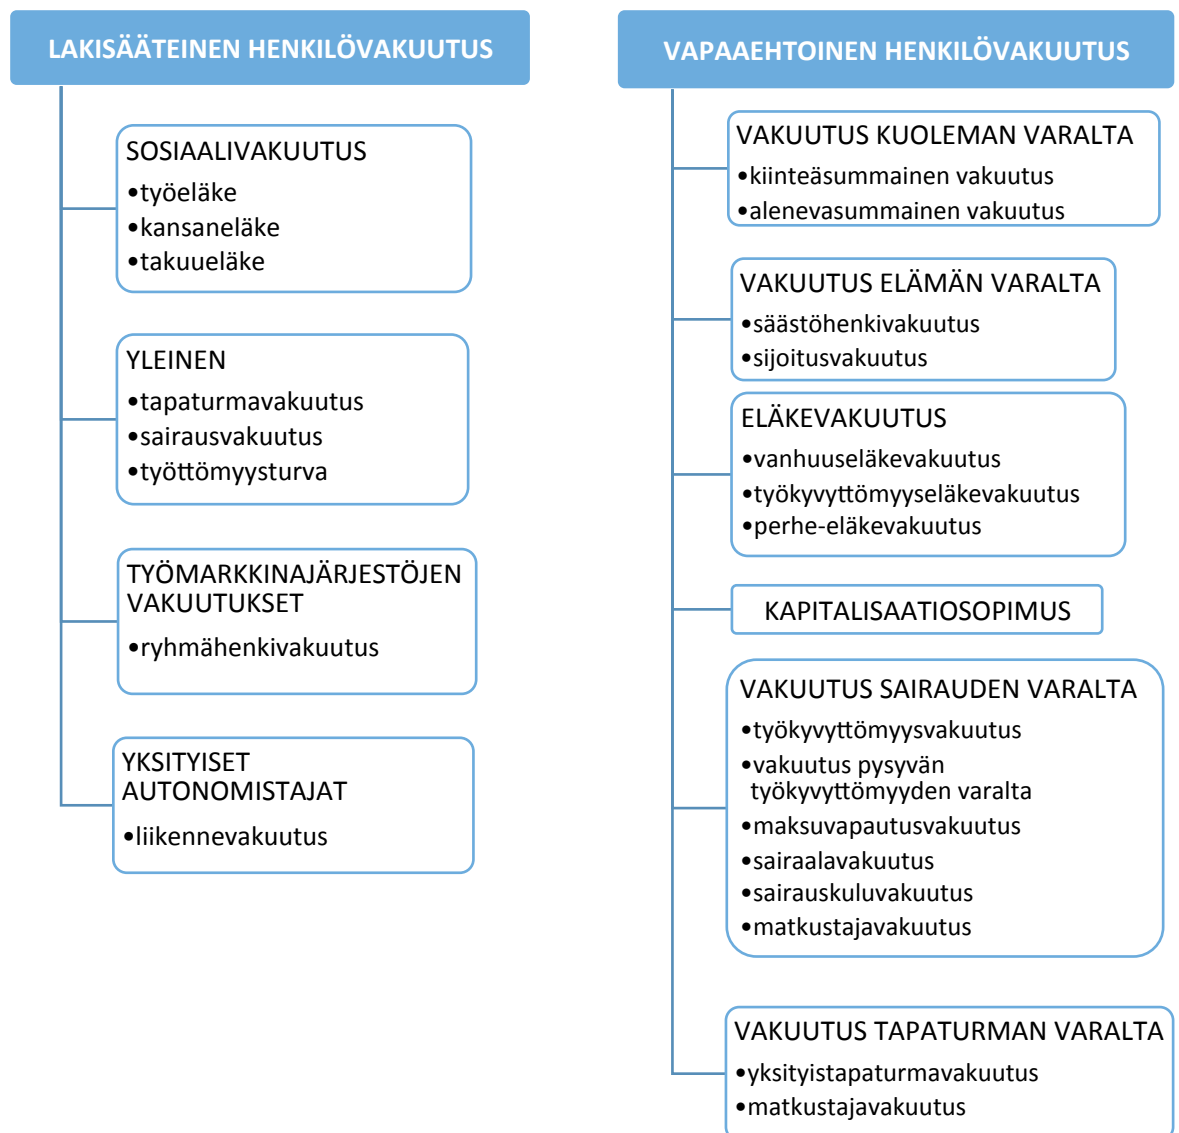 LAKISÄÄTEINEN HENKILÖVAKUUTUS
SOSIAALIVAKUUTUS
•työeläke
•kansaneläke
•takuueläke
YLEINEN
•tapaturmavakuutus
•sairausvakuutus
•työttömyysturva
TYÖMARKKINAJÄRJESTÖJEN
VAKUUTUKSET
•ryhmähenkivakuutus
YKSITYISET
AUTONOMISTAJAT
•liikennevakuutus
VAPAAEHTOINEN HENKILÖVAKUUTUS
VAKUUTUS KUOLEMAN VARALTA
•kiinteäsummainen vakuutus
•alenevasummainen vakuutus
VAKUUTUS ELÄMÄN VARALTA
•säästöhenkivakuutus
•sijoitusvakuutus
ELÄKEVAKUUTUS
•vanhuuseläkevakuutus
•työkyvyttömyyseläkevakuutus
•perhe-eläkevakuutus
KAPITALISAATIOSOPIMUS
VAKUUTUS SAIRAUDEN VARALTA
•työkyvyttömyysvakuutus
•vakuutus pysyvän
työkyvyttömyyden varalta
•maksuvapautusvakuutus
•sairaalavakuutus
•sairauskuluvakuutus
•matkustajavakuutus
VAKUUTUS TAPATURMAN VARALTA
•yksityistapaturmavakuutus
•matkustajavakuutus